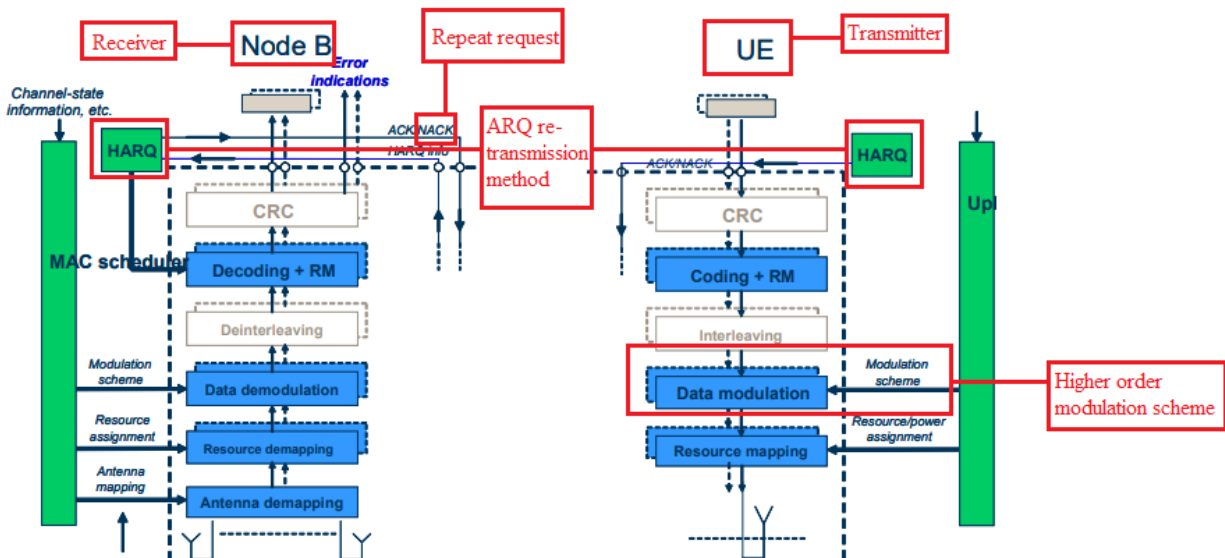 Receiver
Node B
Repeat request
UE
Transmitter
Error
indications
Channel-state
information, etc.
HARQ
ACK/NACK
HARQ info
ARQ re-
transmission
method
ACK/NACK
HARQ
CRC
CRC
Upl
MAC scheduler
Decoding + RM
Coding + RM
Deinterleaving
Interleaving
Modulation
scheme
Data demodulation
Data modulation
Modulation
scheme
Higher order
modulation scheme
Resource
assignment
Resource demapping
Resource mapping
Resource/power
assignment
Antenna
mapping
Antenna demapping